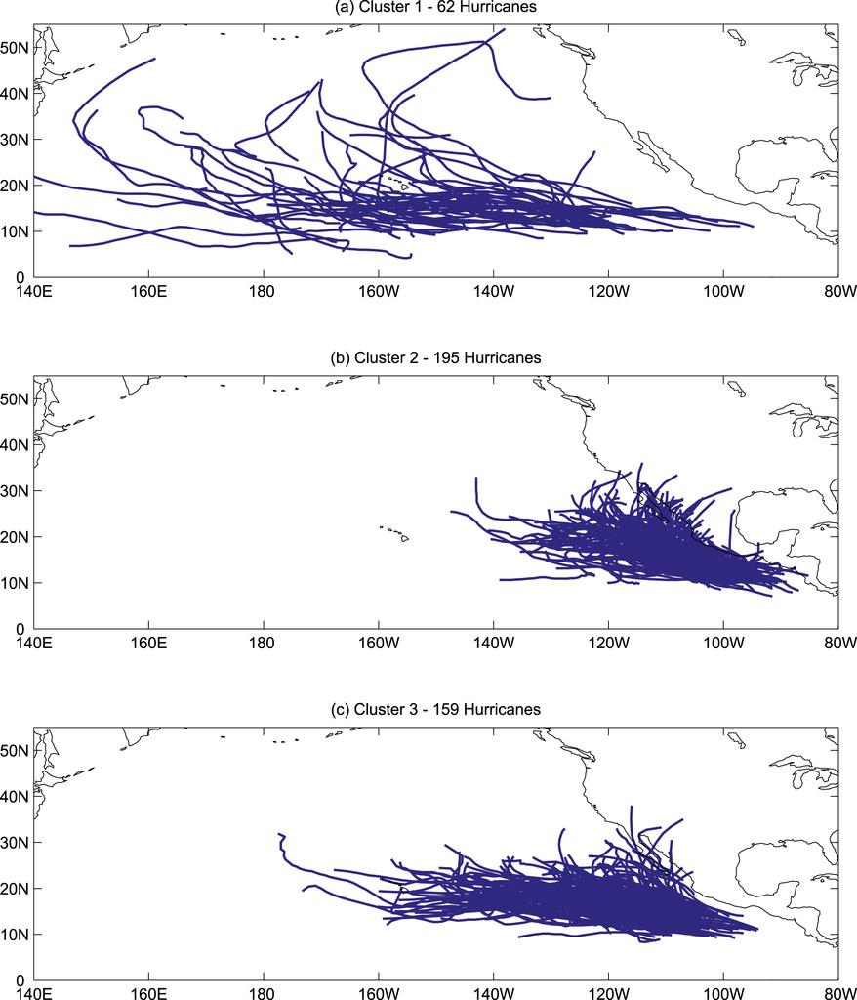 (a) Cluster 1 - 62 Hurricanes
50N
40N
30N
20N
10N
0
140E 160E 180 160W 140W 120W 100W 80W
(b) Cluster 2 - 195 Hurricanes
50N
40N
30N
20N
10N
0
140E 160E 180 160W 140W 120W 100W 80W
(c) Cluster 3 - 159 Hurricanes
50N
40N
30N
20N
10N
0
140E 160E 180 160W 140W 120W 100W 80W